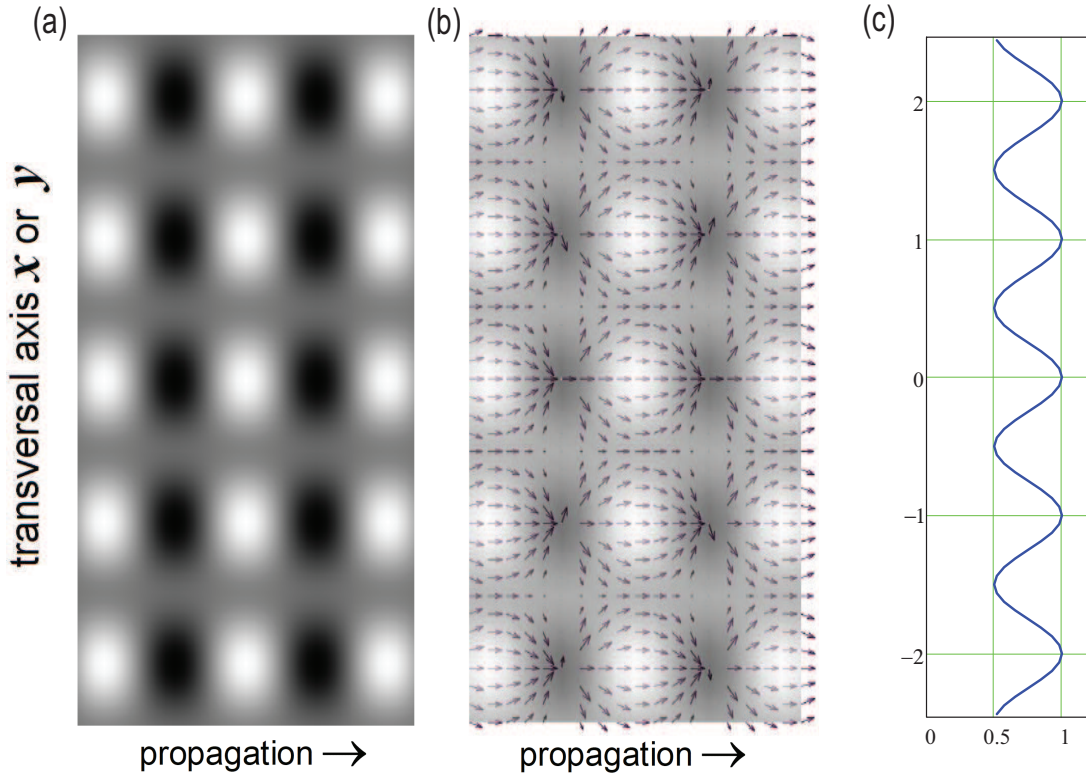 (a)
(b)
(c)
transversal axis x or y
propagation →
propagation →
2
1
0
−1
−2
0
0.5
1